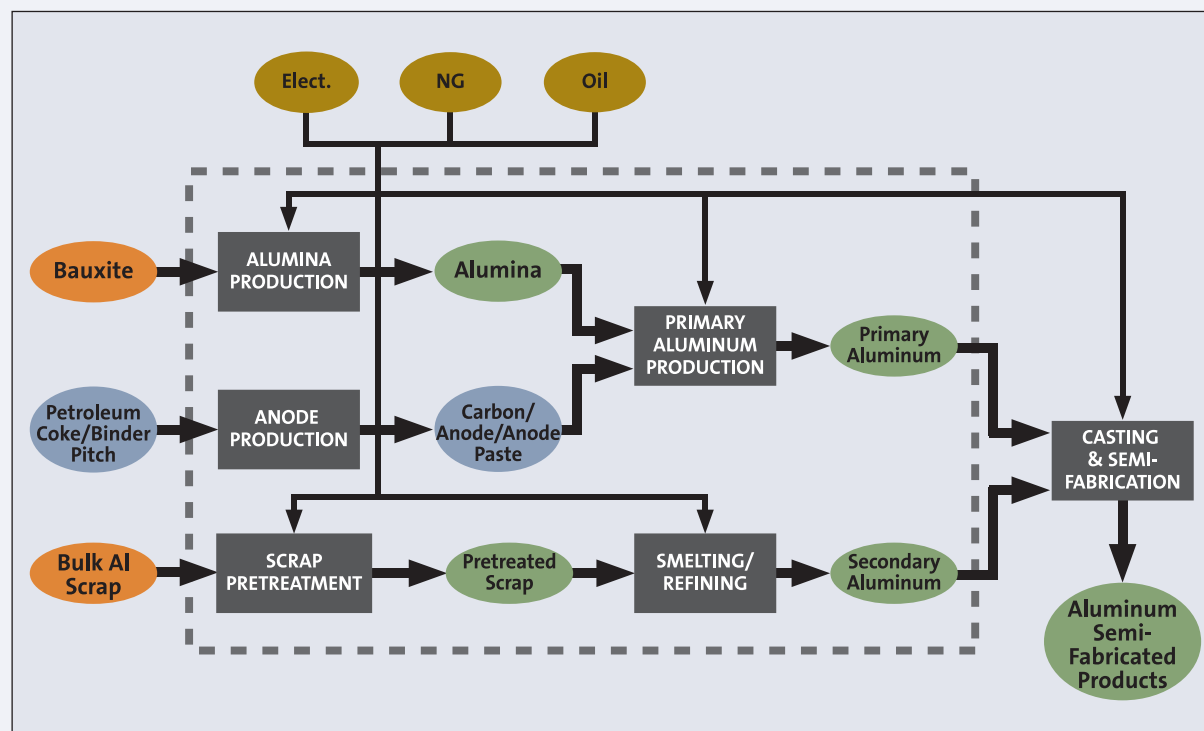 Elect.
NG
Oil
Bauxite
ALUMINA
PRODUCTION
Alumina
PRIMARY
ALUMINUM
PRODUCTION
Primary
Aluminum
Petroleum
Coke/Binder
Pitch
ANODE
PRODUCTION
Carbon/
Anode/Anode
Paste
CASTING
& SEMI-
FABRICATION
Bulk Al
Scrap
SCRAP
PRETREATMENT
Pretreated
Scrap
SMELTING/
REFINING
Secondary
Aluminum
Aluminum
Semi-
Fabricated
Products